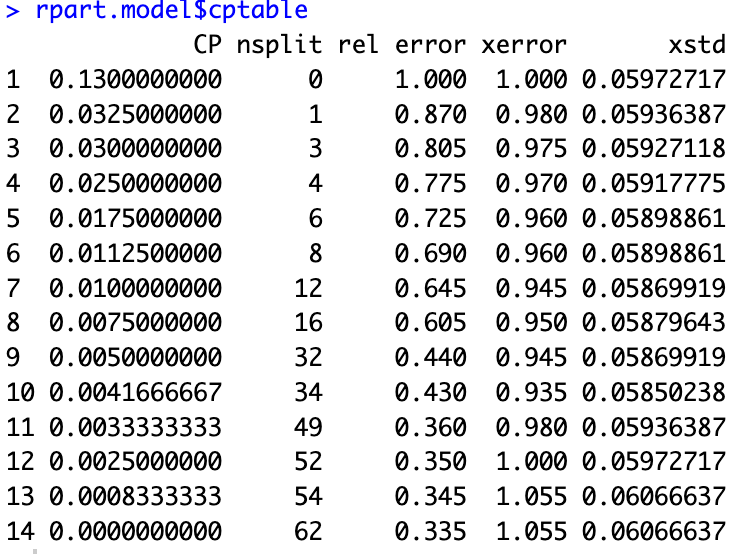 > rpart.model$cptable
CP nsplit rel error xerror xstd
1 0.1300000000 0 1.000 1.000 0.05972717
2 0.0325000000 1 0.870 0.980 0.05936387
3 0.0300000000 3 0.805 0.975 0.05927118
4 0.0250000000 4 0.775 0.970 0.05917775
5 0.0175000000 6 0.725 0.960 0.05898861
6 0.0112500000 8 0.690 0.960 0.05898861
7 0.0100000000 12 0.645 0.945 0.05869919
8 0.0075000000 16 0.605 0.950 0.05879643
9 0.0050000000 32 0.440 0.945 0.05869919
10 0.0041666667 34 0.430 0.935 0.05850238
11 0.0033333333 49 0.360 0.980 0.05936387
12 0.0025000000 52 0.350 1.000 0.05972717
13 0.0008333333 54 0.345 1.055 0.06066637
14 0.0000000000 62 0.335 1.055 0.06066637